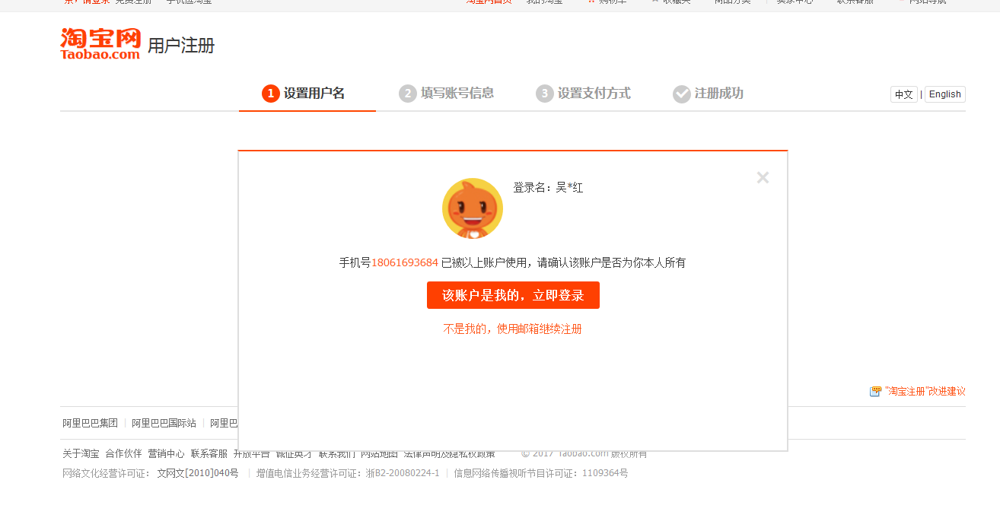 亲，请登录 免费注册 手机逛淘宝 淘宝网首页 我的淘宝 购物车 收藏夹 商品分类 卖家中心 联系客服 网站导航
淘宝网
Taobao.com
用户注册
1 设置用户名 2 填写账号信息 3 设置支付方式 注册成功
中文 | English
登录名：吴*红
手机号18061693684 已被以上账户使用，请确认该账户是否为你本人所有
该账户是我的，立即登录
不是我的，使用邮箱继续注册
"淘宝注册"改进建议
阿里巴巴集团 | 阿里巴巴国际站 | 阿里巴
关于淘宝 合作伙伴 营销中心 联系客服 开放平台 诚征英才 联系我们 网站地图 法律声明及隐私权政策 © 2017 Taobao.com 版权所有
网络文化经营许可证： 文网文[2010]040号 | 增值电信业务经营许可证：浙B2-20080224-1 | 信息网络传播视听节目许可证：1109364号